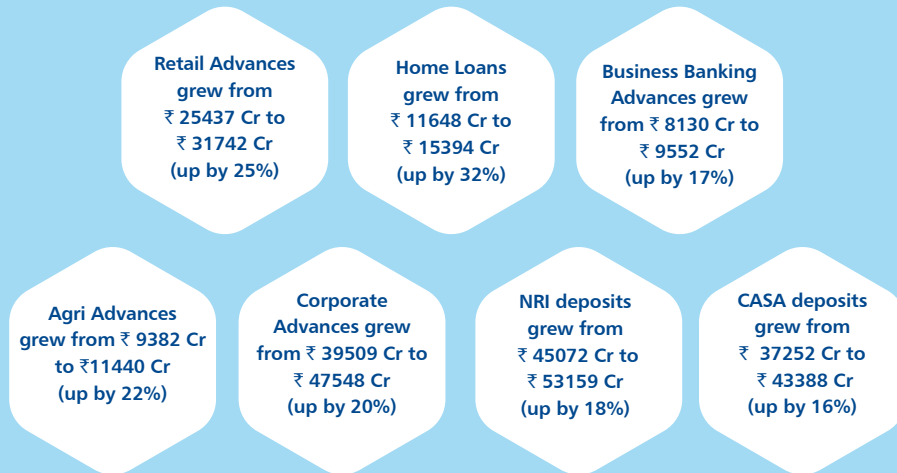 Retail Advances
grew from
₹ 25437 Cr to
₹ 31742 Cr
(up by 25%)
Home Loans
grew from
₹ 11648 Cr to
₹ 15394 Cr
(up by 32%)
Business Banking
Advances grew
from ₹ 8130 Cr to
₹ 9552 Cr
(up by 17%)
Agri Advances
grew from ₹ 9382 Cr
to ₹11440 Cr
(up by 22%)
Corporate
Advances grew
from ₹ 39509 Cr to
₹ 47548 Cr
(up by 20%)
NRI deposits
grew from
₹ 45072 Cr to
₹ 53159 Cr
(up by 18%)
CASA deposits
grew from
₹ 37252 Cr to
₹ 43388 Cr
(up by 16%)